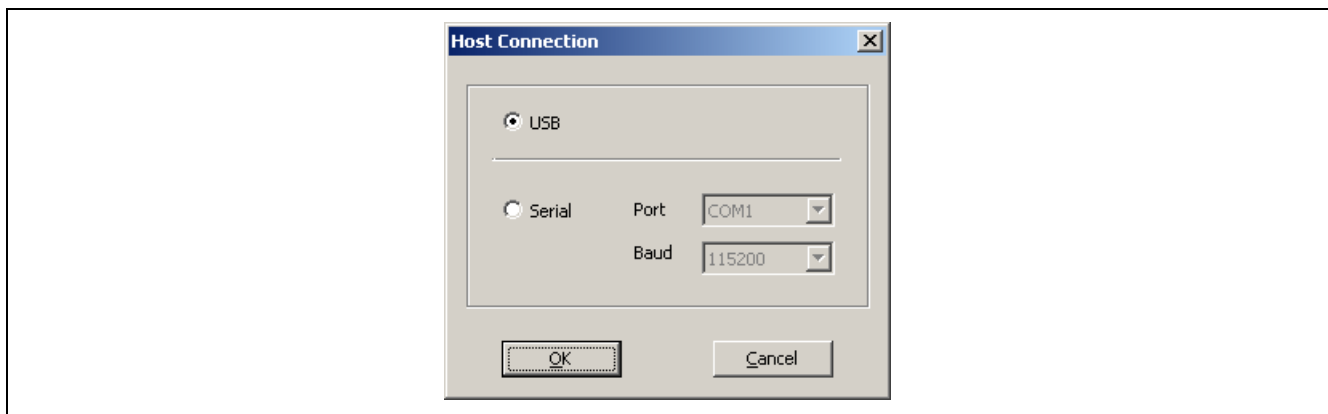 Host Connection
USB
Serial Port COM1
Baud 115200
OK Cancel